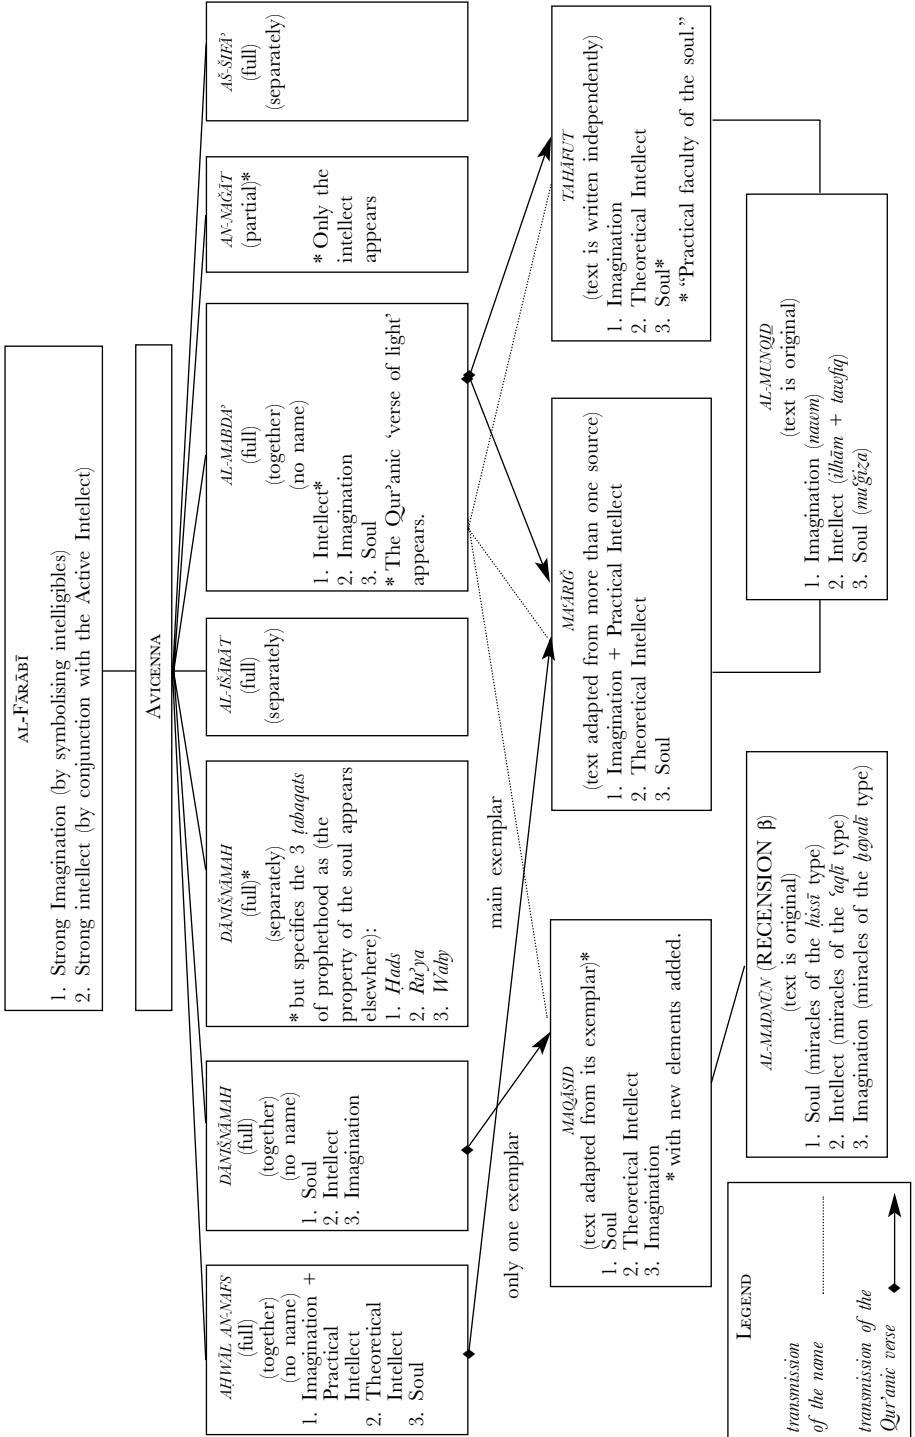 AL-FĀRĀBĪ
1. Strong Imagination (by symbolising intelligibles)
2. Strong intellect (by conjunction with the Active Intellect)
AVICENNA
AḤWĀL AN-NAFS
(full)
(together)
(no name)
1. Imagination +
Practical
Intellect
2. Theoretical
Intellect
3. Soul
DĀNIŠNĀMAH
(full)
(together)
(no name)
1. Soul
2. Intellect
3. Imagination
DĀNIŠNĀMAH
(full)*
(separately)
* but specifies the 3 ṭabaqats
of prophethood as (the
property of the soul appears
elsewhere):
1. Hads
2. Ru’ya
3. Wahy
AL-IŠĀRĀT
(full)
(separately)
AL-MABDAʾ
(full)
(together)
(no name)
1. Intellect*
2. Imagination
3. Soul
* The Qur’anic ‘verse of light’
appears.
AN-NAǦĀT
(partial)*
* Only the
intellect
appears
AŠ-ŠIFĀʾ
(full)
(separately)
only one exemplar
main exemplar
MAQĀṢID
(text adapted from its exemplar)*
1. Soul
2. Theoretical Intellect
3. Imagination
* with new elements added.
MAʿĀRIǦ
(text adapted from more than one source)
1. Imagination + Practical Intellect
2. Theoretical Intellect
3. Soul
TAHĀFUT
(text is written independently)
1. Imagination
2. Theoretical Intellect
3. Soul*
* “Practical faculty of the soul.”
LEGEND
transmission
of the name
transmission of the
Qur’anic verse
AL-MAḌNŪN (RECENSION β)
(text is original)
1. Soul (miracles of the ḥissī type)
2. Intellect (miracles of the ʿaqlī type)
3. Imagination (miracles of the ḫayalī type)
AL-MUNQIḎ
(text is original)
1. Imagination (nawm)
2. Intellect (ilhām + tawfīq)
3. Soul (muʿǧiza)